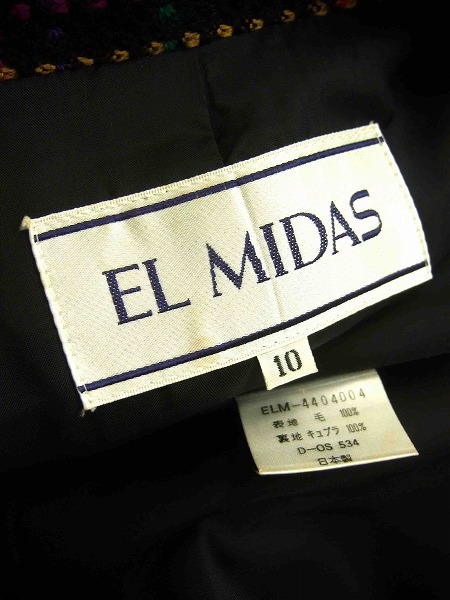 EL MIDAS
10
ELM-4404004
表地 毛 100%
裏地 キュプラ 100%
D-OS 534
日本製